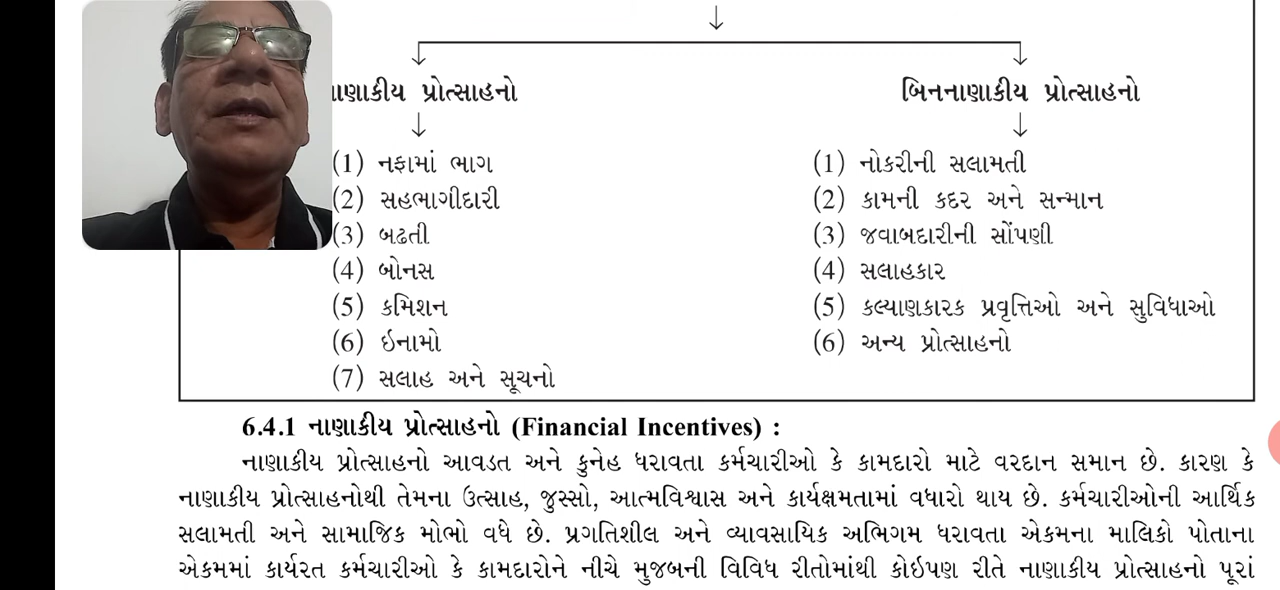 નાણાકીય પ્રોત્સાહનો
(1) નફામાં ભાગ
(2) સહભાગીદારી
(3) બઢતી
(4) બોનસ
(5) કમિશન
(6) ઇનામો
(7) સલાહ અને સૂચનો
બિનનાણાકીય પ્રોત્સાહનો
(1) નોકરીની સલામતી
(2) કામની કદર અને સન્માન
(3) જવાબદારીની સોંપણી
(4) સલાહકાર
(5) કલ્યાણકારક પ્રવૃત્તિઓ અને સુવિધાઓ
(6) અન્ય પ્રોત્સાહનો
6.4.1 નાણાકીય પ્રોત્સાહનો (Financial Incentives) :
નાણાકીય પ્રોત્સાહનો આવડત અને કુનેહ ધરાવતા કર્મચારીઓ કે કામદારો માટે વરદાન સમાન છે. કારણ કે
નાણાકીય પ્રોત્સાહનોથી તેમના ઉત્સાહ, જુસ્સો, આત્મવિશ્વાસ અને કાર્યક્ષમતામાં વધારો થાય છે. કર્મચારીઓની આર્થિક
સલામતી અને સામાજિક મોભો વધે છે. પ્રગતિશીલ અને વ્યાવસાયિક અભિગમ ધરાવતા એકમના માલિકો પોતાના
એકમમાં કાર્યરત કર્મચારીઓ કે કામદારોને નીચે મુજબની વિવિધ રીતોમાંથી કોઇપણ રીતે નાણાકીય પ્રોત્સાહનો પૂરાં